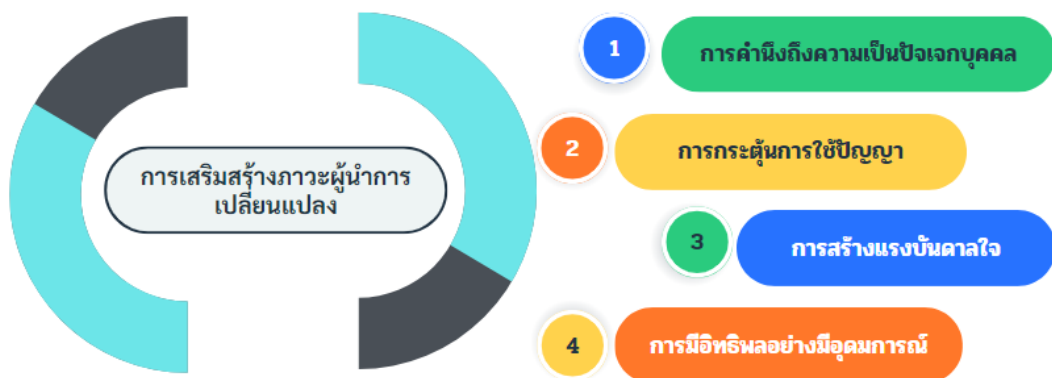 การเสริมสร้างภาวะผู้นำการ
เปลี่ยนแปลง
1
การคำนึงถึงความเป็นปัจเจกบุคคล
2
การกระตุ้นการใช้ปัญญา
3
การสร้างแรงบันดาลใจ
4
การมีอิทธิพลอย่างมีอุดมการณ์